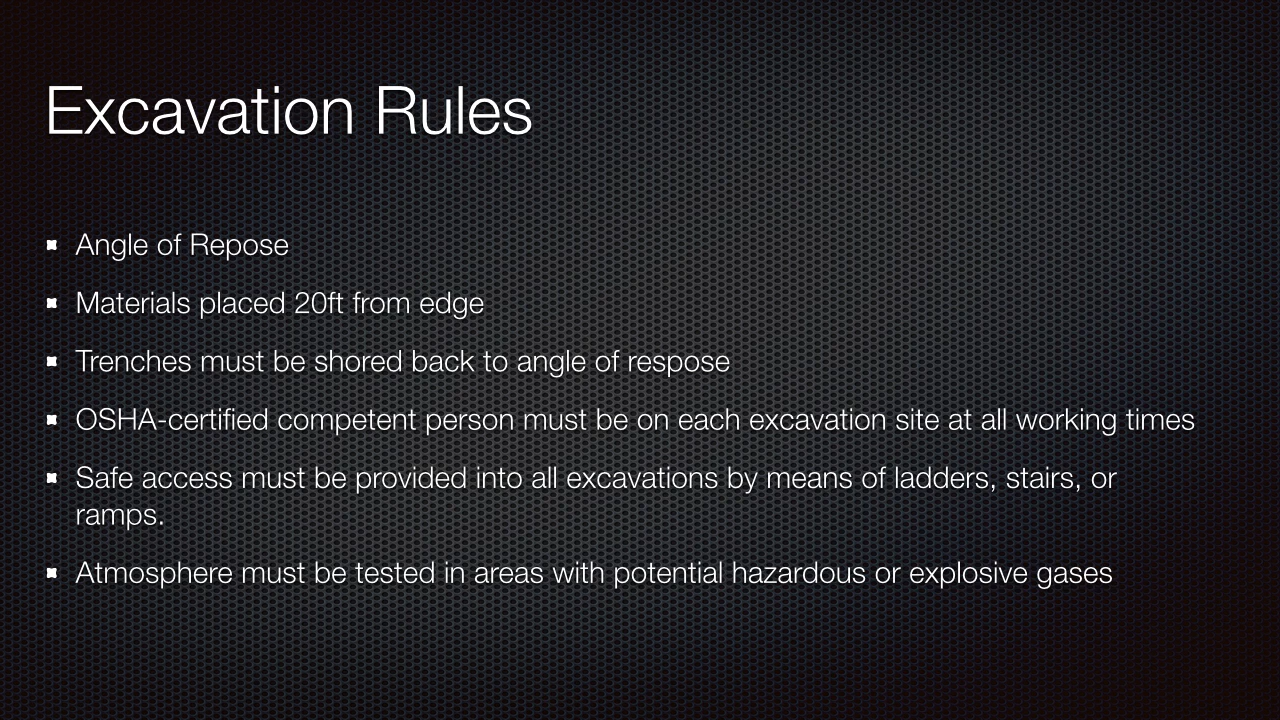 Excavation Rules
Angle of Repose
Materials placed 20ft from edge
Trenches must be shored back to angle of respose
OSHA-certified competent person must be on each excavation site at all working times
Safe access must be provided into all excavations by means of ladders, stairs, or
ramps.
Atmosphere must be tested in areas with potential hazardous or explosive gases